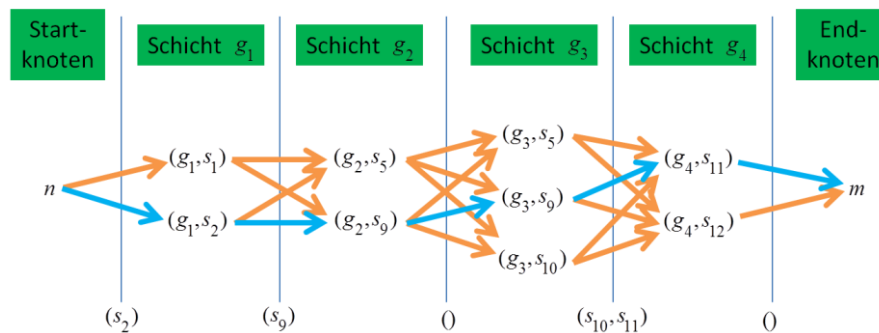 Start-
knoten
Schicht g1
Schicht g2
Schicht g3
Schicht g4
End-
knoten
(g3,s5)
(g1,s1)
(g2,s5)
(g4,s11)
n
(g3,s9)
m
(g1,s2)
(g2,s9)
(g4,s12)
(g3,s10)
(s2)
(s9)
()
(s10,s11)
()